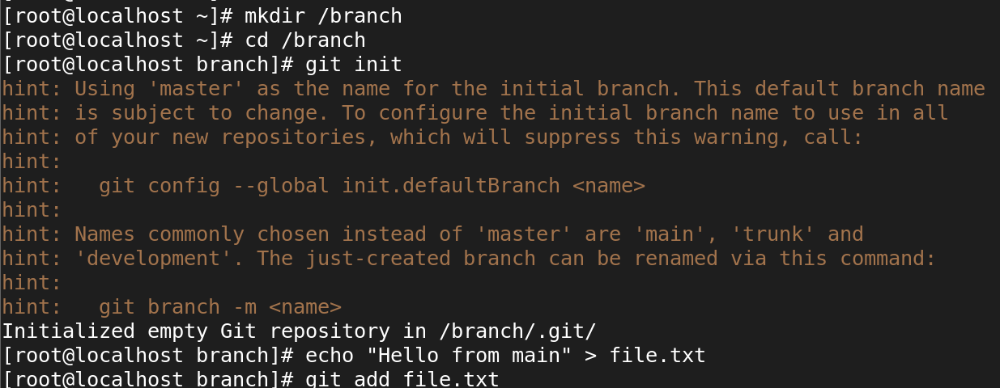 [root@localhost ~]# mkdir /branch
[root@localhost ~]# cd /branch
[root@localhost branch]# git init
hint: Using 'master' as the name for the initial branch. This default branch name
hint: is subject to change. To configure the initial branch name to use in all
hint: of your new repositories, which will suppress this warning, call:
hint:
hint:   git config --global init.defaultBranch <name>
hint:
hint: Names commonly chosen instead of 'master' are 'main', 'trunk' and
hint: 'development'. The just-created branch can be renamed via this command:
hint:
hint:   git branch -m <name>
Initialized empty Git repository in /branch/.git/
[root@localhost branch]# echo "Hello from main" > file.txt
[root@localhost branch]# git add file.txt